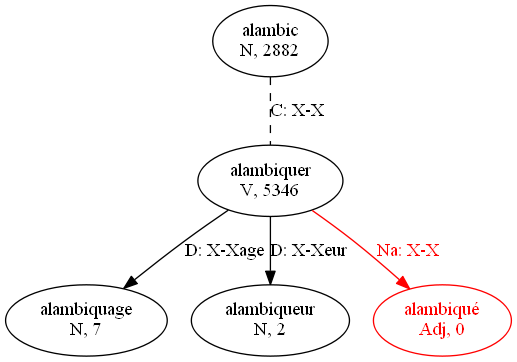 alambic
N, 2882
C: X-X
alambiquer
V, 5346
D: X-Xage
D: X-Xeur
Na: X-X
alambiquage
N, 7
alambiqueur
N, 2
alambiqué
Adj, 0